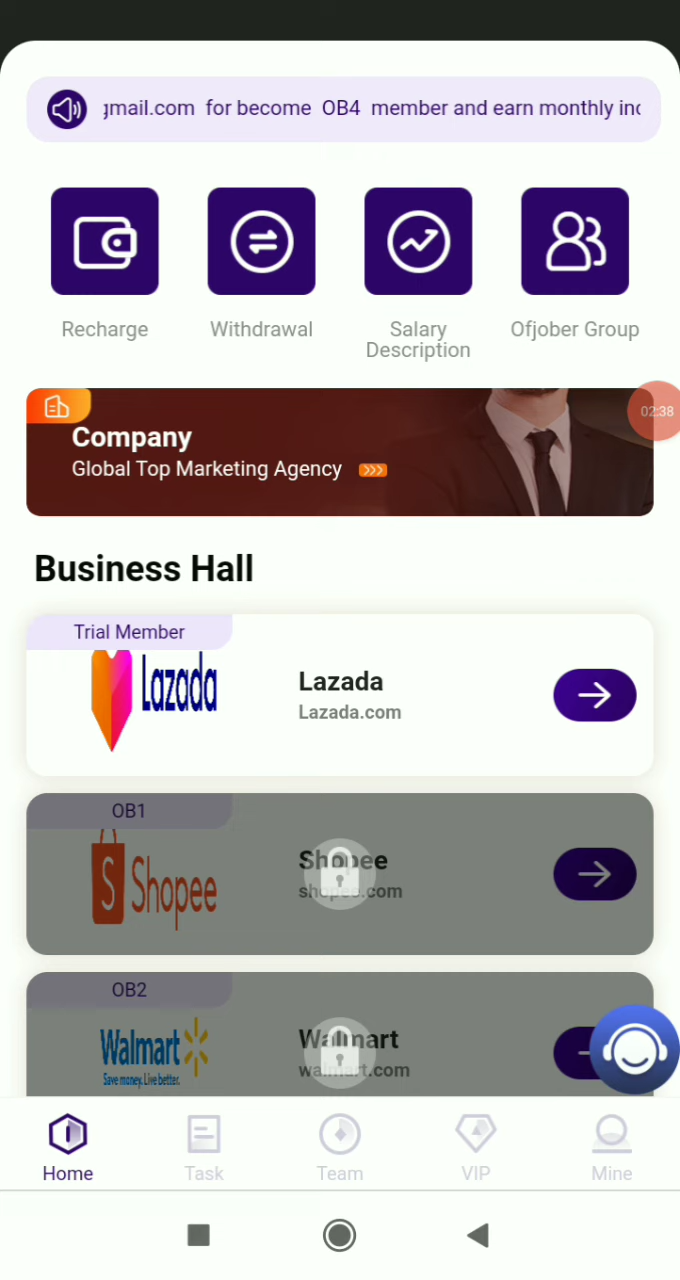 gmail.com for become OB4 member and earn monthly inc
Recharge
Withdrawal
Salary
Description
Ofjober Group
02:38
Company
Global Top Marketing Agency
Business Hall
Trial Member
Lazada
Lazada
Lazada.com
OB1
Shopee
Shopee
shopee.com
OB2
Walmart
Save money. Live better.
Walmart
walmart.com
Home
Task
Team
VIP
Mine